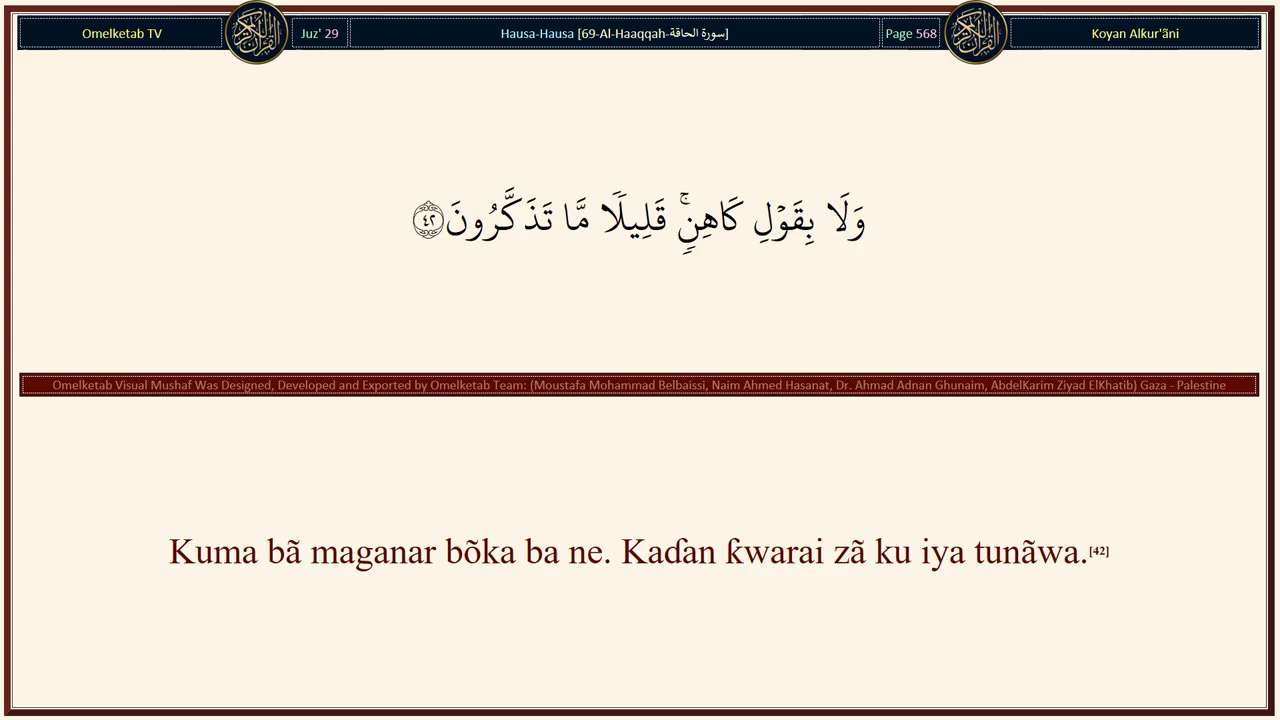 Omelketab TV
Juz' 29
Hausa-Hausa [69-Al-Haaqqah-سورة الحاقة]
Page 568
Koyan Alƙur'ãni
وَلَا بِقَوۡلِ كَاهِنٖۚ قَلِيلٗا مَّا تَذَكَّرُونَ ٤٢
Omelketab Visual Mushaf Was Designed, Developed and Exported by Omelketab Team: (Moustafa Mohammad Belbaissi, Naim Ahmed Hasanat, Dr. Ahmad Adnan Ghunaim, AbdelKarim Ziyad ElKhatib) Gaza - Palestine
Kuma bã maganar bõka ba ne. Kaɗan ƙwarai zã ku iya tunãwa.[42]